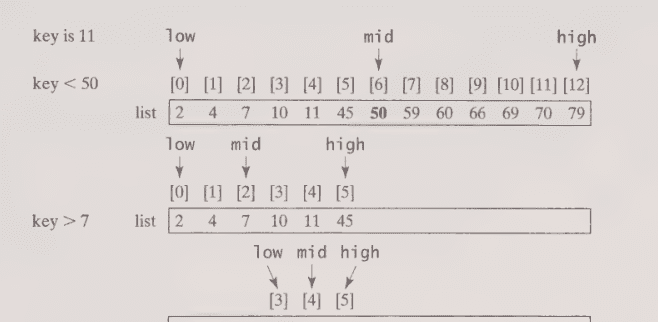 key is 11 low mid high
key < 50 [0] [1] [2] [3] [4] [5] [6] [7] [8] [9] [10] [11] [12]
list 2 4 7 10 11 45 50 59 60 66 69 70 79
low mid high
[0] [1] [2] [3] [4] [5]
key > 7 list 2 4 7 10 11 45
low mid high
[3] [4] [5]